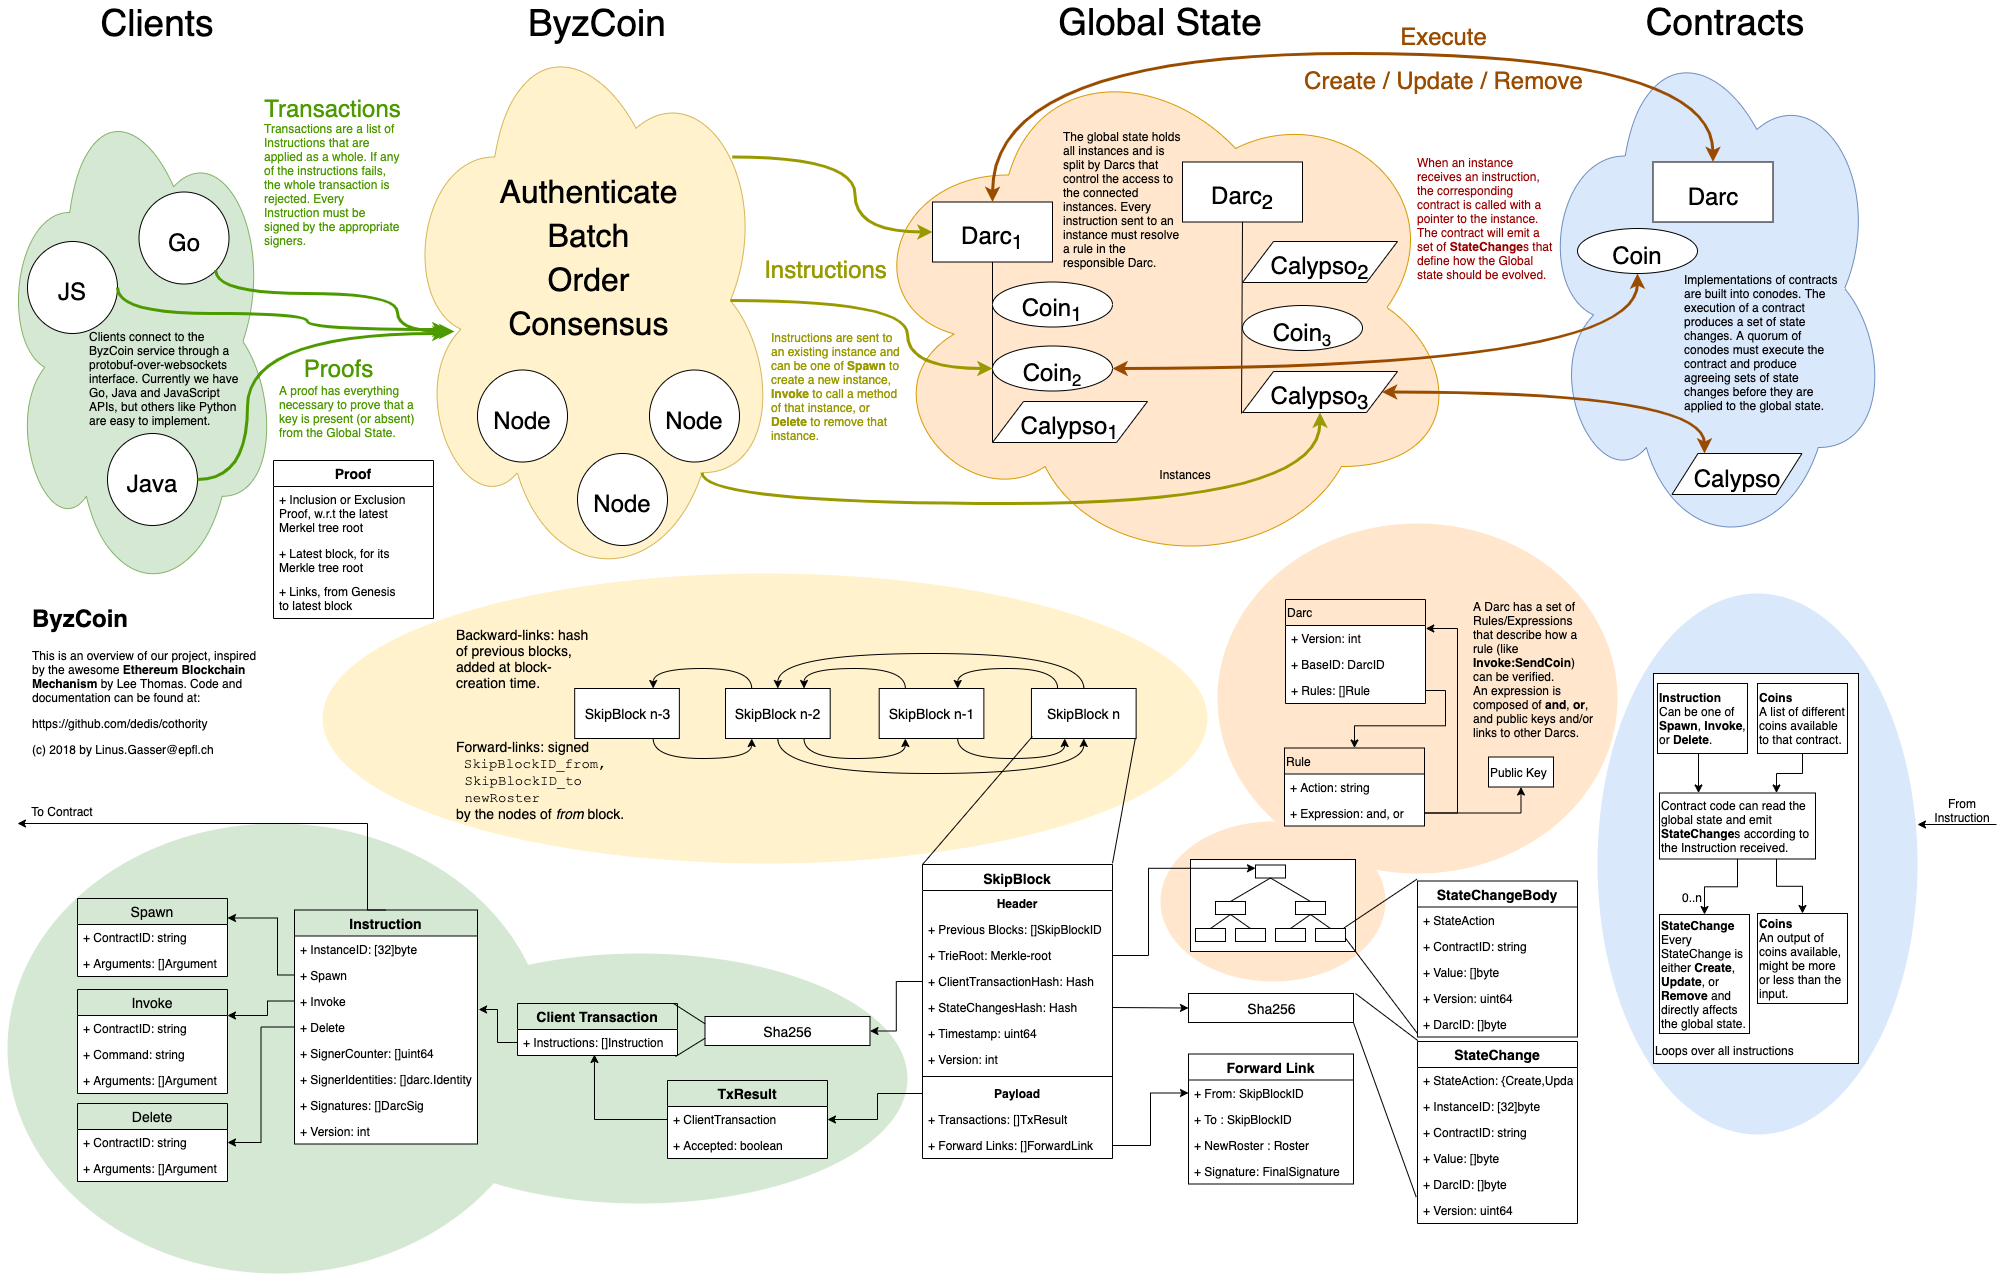 Clients
ByzCoin
Global State
Contracts
Execute
Create / Update / Remove
Transactions
Transactions are a list of
Instructions that are
applied as a whole. If any
of the instructions fails,
the whole transaction is
rejected. Every
Instruction must be
signed by the appropriate
signers.
Go
JS
Java
Clients connect to the
ByzCoin service through a
protobuf-over-websockets
interface. Currently we have
Go, Java and JavaScript
APIs, but others like Python
are easy to implement.
Proofs
A proof has everything
necessary to prove that a
key is present (or absent)
from the Global State.
Proof
+ Inclusion or Exclusion
Proof, w.r.t the latest
Merkel tree root
+ Latest block, for its
Merkle tree root
+ Links, from Genesis
to latest block
Authenticate
Batch
Order
Consensus
Node
Node
Node
Instructions
Instructions are sent to
an existing instance and
can be one of Spawn to
create a new instance,
Invoke to call a method
of that instance, or
Delete to remove that
instance.
The global state holds
all instances and is
split by Darcs that
control the access to
the connected
instances. Every
instruction sent to an
instance must resolve
a rule in the
responsible Darc.
Darc1
Coin1
Coin2
Calypso1
Darc2
Calypso2
Coin3
Calypso3
Instances
When an instance
receives an instruction,
the corresponding
contract is called with a
pointer to the instance.
The contract will emit a
set of StateChanges that
define how the Global
state should be evolved.
Darc
Coin
Implementations of contracts
are built into conodes. The
execution of a contract
produces a set of state
changes. A quorum of
conodes must execute the
contract and produce
agreeing sets of state
changes before they are
applied to the global state.
Calypso
ByzCoin
This is an overview of our project, inspired
by the awesome Ethereum Blockchain
Mechanism by Lee Thomas. Code and
documentation can be found at:
https://github.com/dedis/cothority
(c) 2018 by Linus.Gasser@epfl.ch
Backward-links: hash
of previous blocks,
added at block-
creation time.
SkipBlock n-3
SkipBlock n-2
SkipBlock n-1
SkipBlock n
Forward-links: signed
SkipBlockID_from,
SkipBlockID_to
newRoster
by the nodes of from block.
Darc
+ Version: int
+ BaseID: DarcID
+ Rules: []Rule
Rule
+ Action: string
+ Expression: and, or
Public Key
A Darc has a set of
Rules/Expressions
that describe how a
rule (like
Invoke:SendCoin)
can be verified.
An expression is
composed of and, or,
and public keys and/or
links to other Darcs.
Instruction
Can be one of
Spawn, Invoke,
or Delete.
Coins
A list of different
coins available
to that contract.
Contract code can read the
global state and emit
StateChanges according to
the Instruction received.
0..n
StateChange
Every
StateChange is
either Create,
Update, or
Remove and
directly affects
the global state.
Coins
An output of
coins available,
might be more
or less than the
input.
Loops over all instructions
From
Instruction
To Contract
Spawn
+ ContractID: string
+ Arguments: []Argument
Invoke
+ ContractID: string
+ Command: string
+ Arguments: []Argument
Delete
+ ContractID: string
+ Arguments: []Argument
Instruction
+ InstanceID: [32]byte
+ Spawn
+ Invoke
+ Delete
+ SignerCounter: []uint64
+ SignerIdentities: []darc.Identity
+ Signatures: []DarcSig
+ Version: int
Client Transaction
+ Instructions: []Instruction
Sha256
TxResult
+ ClientTransaction
+ Accepted: boolean
SkipBlock
Header
+ Previous Blocks: []SkipBlockID
+ TrieRoot: Merkle-root
+ ClientTransactionHash: Hash
+ StateChangesHash: Hash
+ Timestamp: uint64
+ Version: int
Payload
+ Transactions: []TxResult
+ Forward Links: []ForwardLink
Sha256
Forward Link
+ From: SkipBlockID
+ To : SkipBlockID
+ NewRoster : Roster
+ Signature: FinalSignature
StateChangeBody
+ StateAction
+ ContractID: string
+ Value: []byte
+ Version: uint64
+ DarcID: []byte
StateChange
+ StateAction: {Create,Upda
+ InstanceID: [32]byte
+ ContractID: string
+ Value: []byte
+ DarcID: []byte
+ Version: uint64